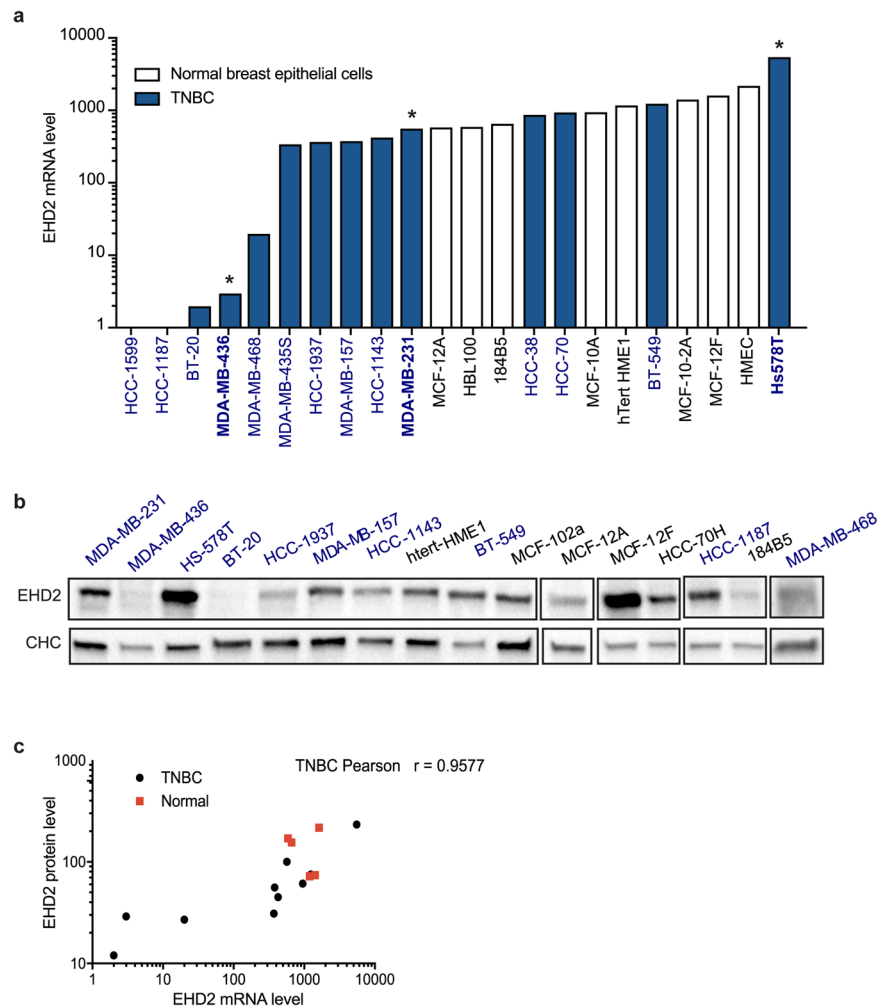 a
10000
1000
100
10
1
EHD2 mRNA level
Normal breast epithelial cells
TNBC
*
*
*
HCC-1599
HCC-1187
BT-20
MDA-MB-436
MDA-MB-468
MDA-MB-435S
HCC-1937
MDA-MB-157
HCC-1143
MDA-MB-231
MCF-12A
HBL100
184B5
HCC-38
HCC-70
MCF-10A
hTert HME1
BT-549
MCF-10-2A
MCF-12F
HMEC
Hs578T
b
MDA-MB-231
MDA-MB-436
HS-578T
BT-20
HCC-1937
MDA-MB-157
HCC-1143
htert-HME1
BT-549
MCF-102a
MCF-12A
MCF-12F
HCC-70H
HCC-1187
184B5
MDA-MB-468
EHD2
CHC
c
1000
100
10
EHD2 protein level
TNBC
Normal
TNBC Pearson r = 0.9577
1 10 100 1000 10000
EHD2 mRNA level